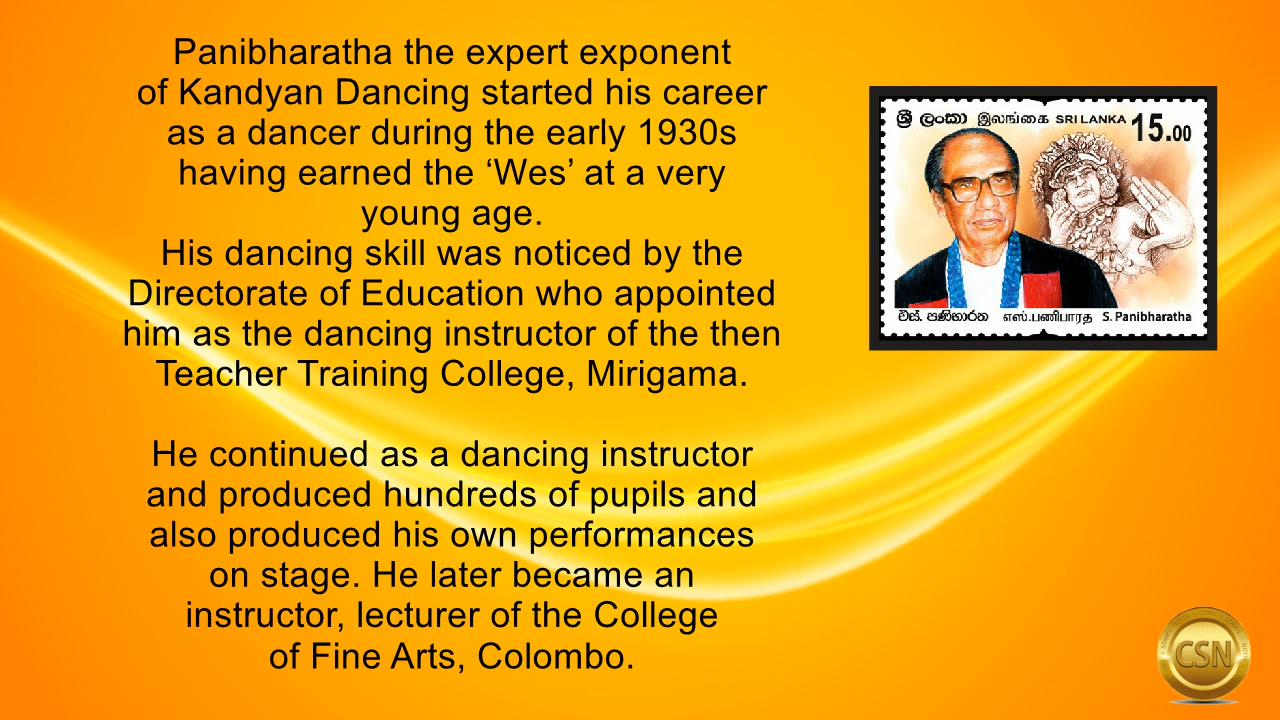 Panibharatha the expert exponent
of Kandyan Dancing started his career
as a dancer during the early 1930s
having earned the ‘Wes’ at a very
young age.
His dancing skill was noticed by the
Directorate of Education who appointed
him as the dancing instructor of the then
Teacher Training College, Mirigama.
He continued as a dancing instructor
and produced hundreds of pupils and
also produced his own performances
on stage. He later became an
instructor, lecturer of the College
of Fine Arts, Colombo.
ශ්‍රී ලංකා இலங்கை SRI LANKA 15.00
එස්. පණිභාරත எஸ்.பணிபாரத S. Panibharatha
CSN